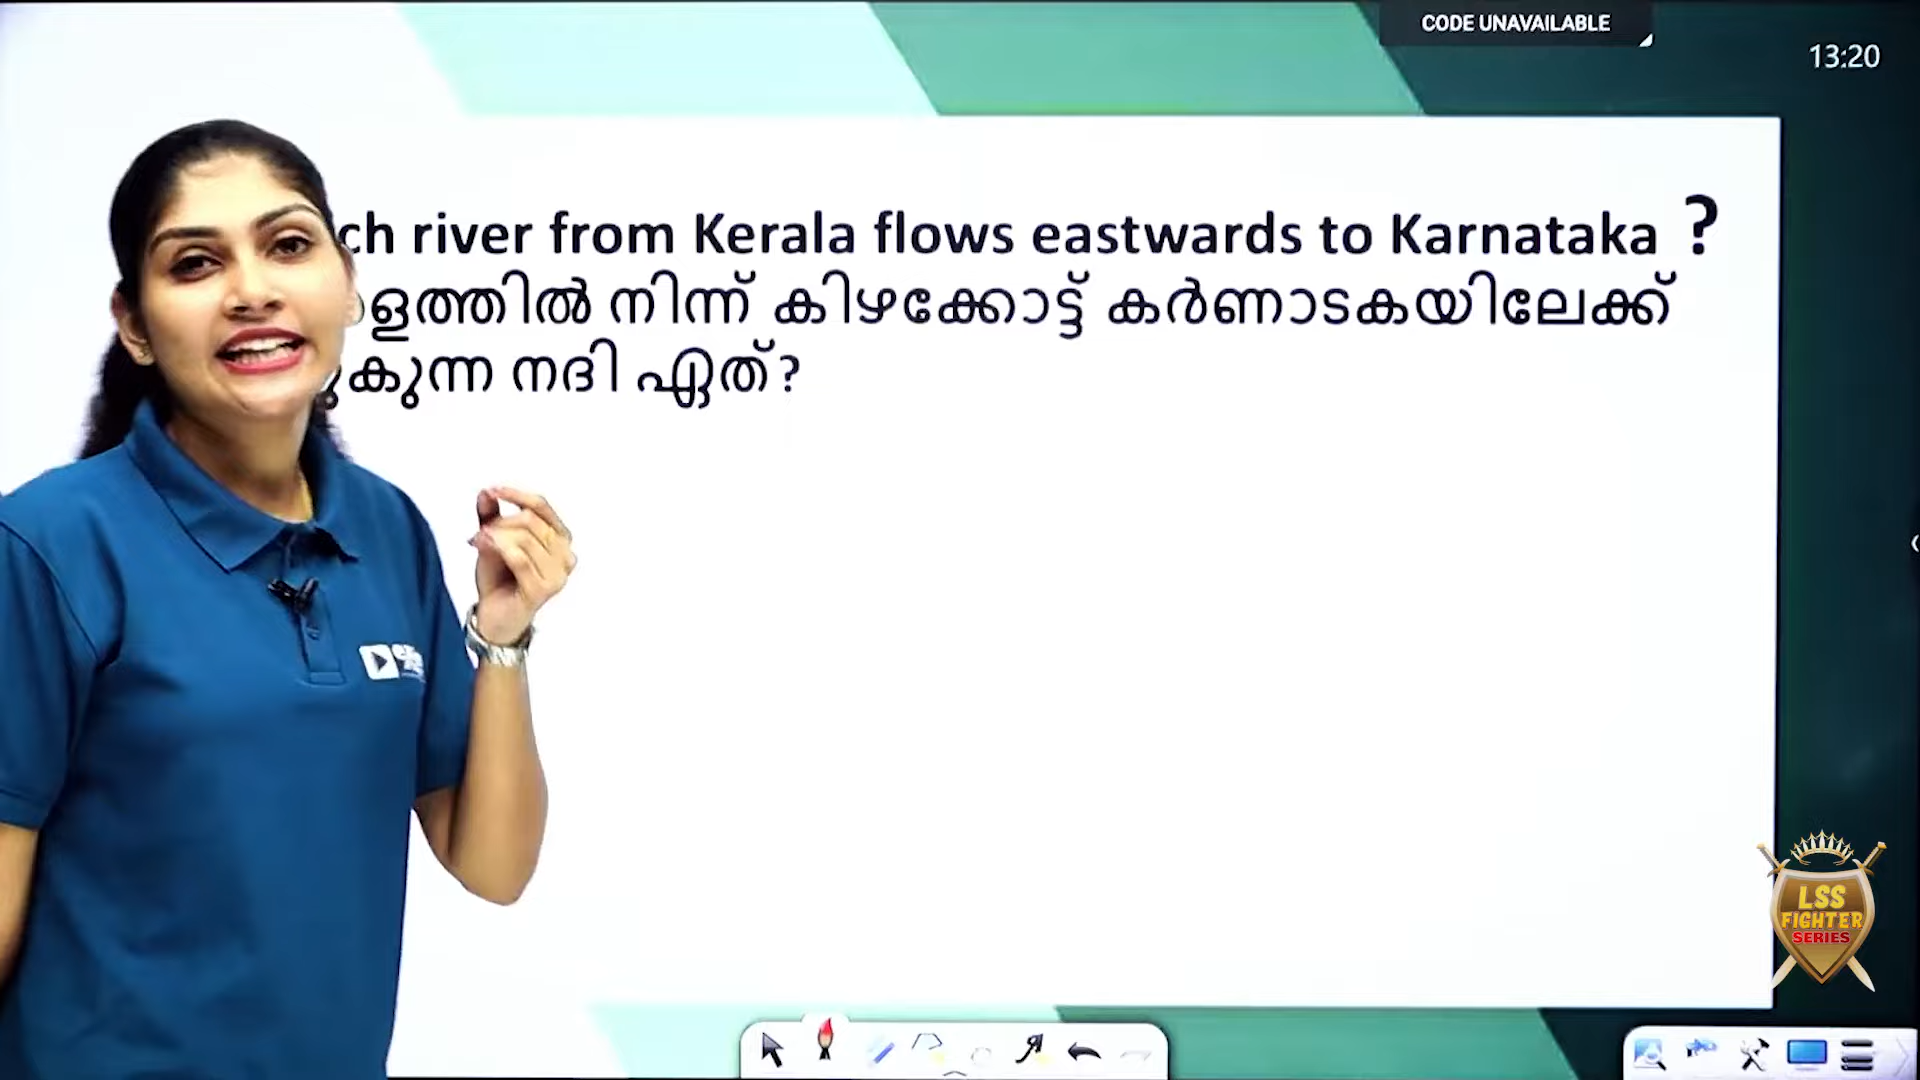 CODE UNAVAILABLE
13:20
ch river from Kerala flows eastwards to Karnataka ?
ളത്തിൽ നിന്ന് കിഴക്കോട്ട് കർണാടകയിലേക്ക്
കുന്ന നദി ഏത്?
LSS
FIGHTER
SERIES